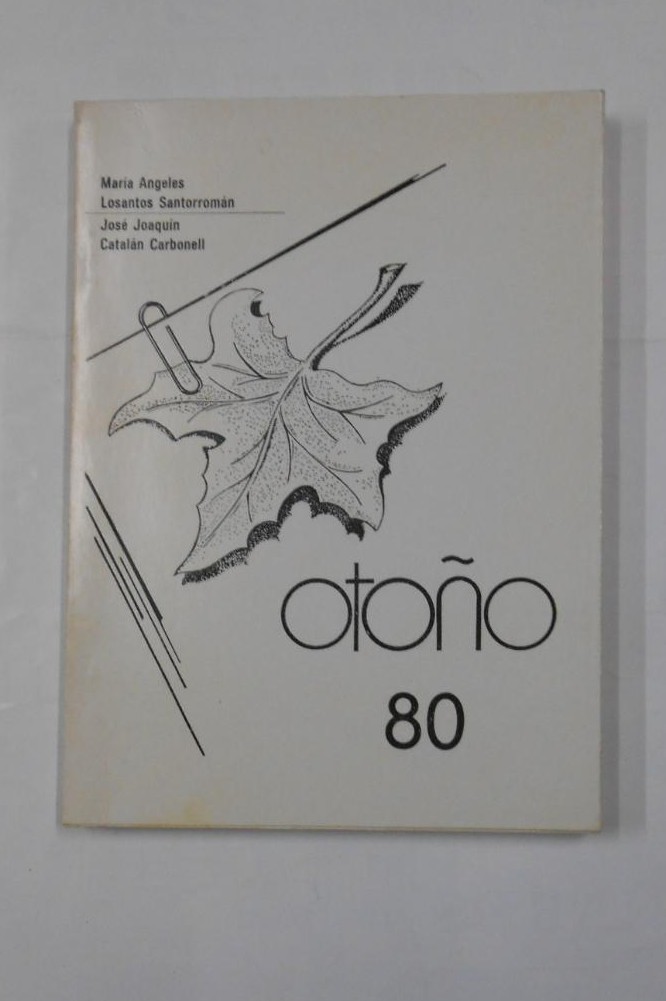 María Angeles
Losantos Santorromán
José Joaquín
Catalán Carbonell
otoño
80